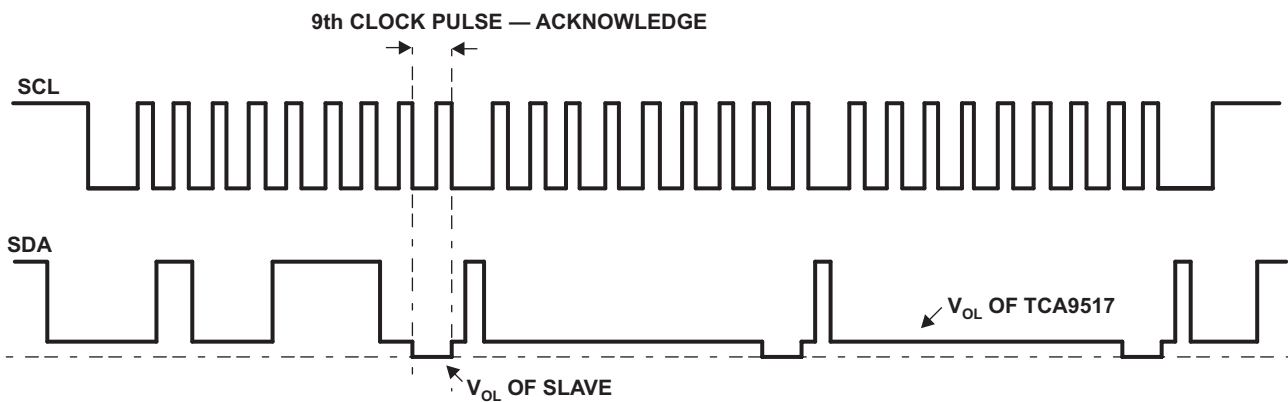 9th CLOCK PULSE — ACKNOWLEDGE
SCL
SDA
VOL OF TCA9517
VOL OF SLAVE